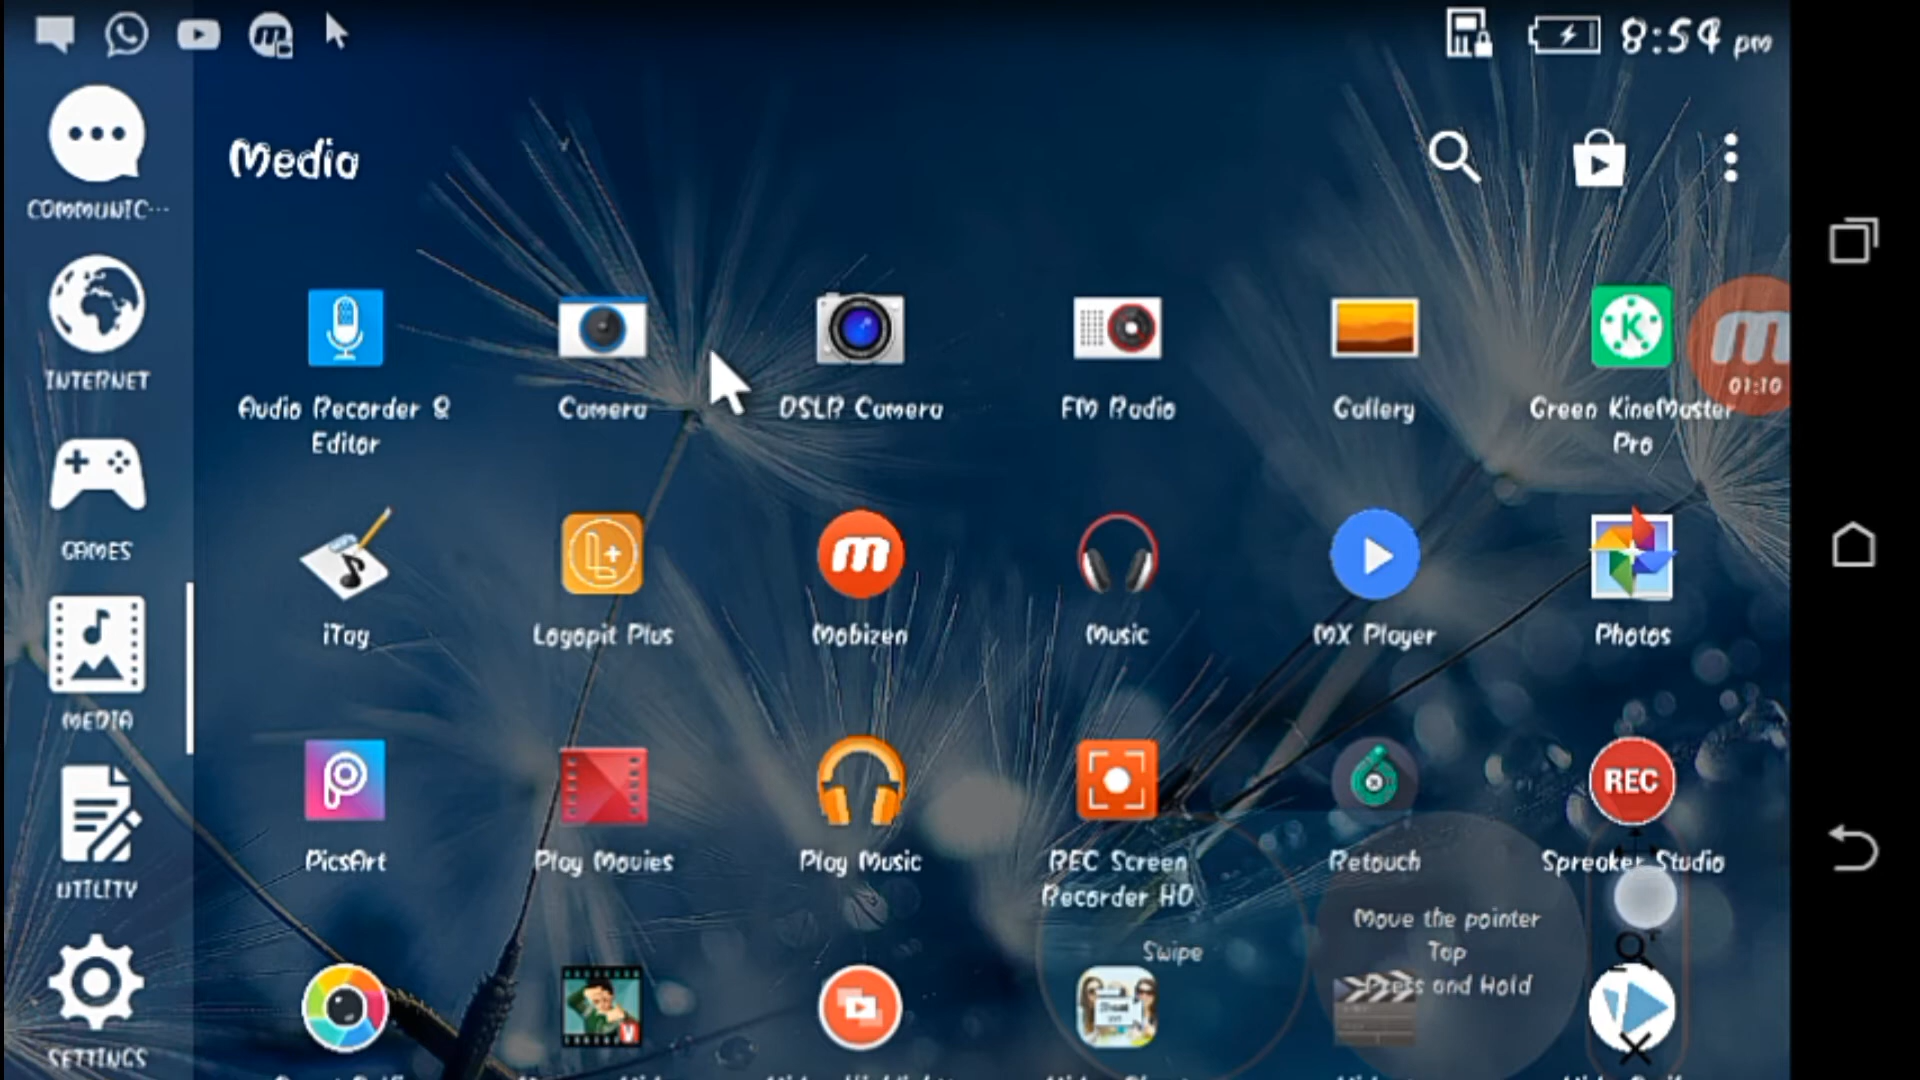 8:54 pm
COMMUNIC...
Media
INTERNET
01:10
Audio Recorder &
Editor
Camera
DSLR Camera
FM Radio
Gallery
Green KineMaster
Pro
GAMES
iTag
Logopit Plus
Mobizen
Music
MX Player
Photos
MEDIA
REC
PicsArt
Play Movies
Play Music
REC Screen
Recorder HD
Retouch
Spreaker Studio
UTILITY
Move the pointer
Top
Press and Hold
Swipe
SETTINGS